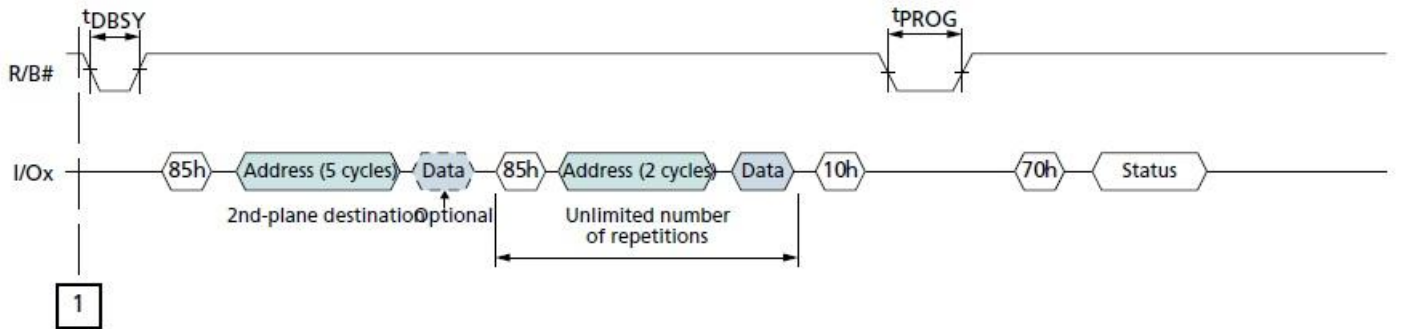 tDBSY
tPROG
R/B#
I/Ox
85h
Address (5 cycles)
Data
85h
Address (2 cycles)
Data
10h
70h
Status
2nd-plane destination
Optional
Unlimited number
of repetitions
1